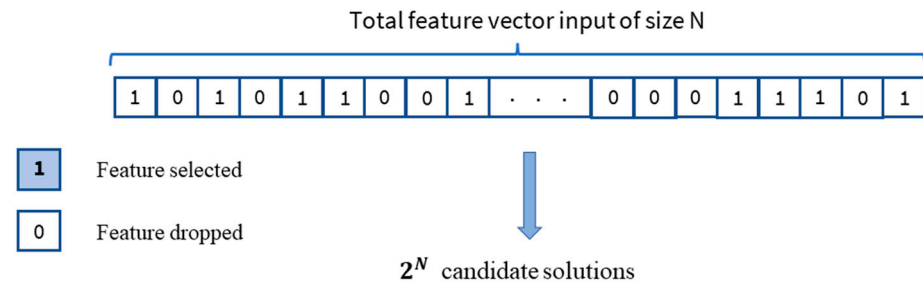 Total feature vector input of size N
1 0 1 0 1 1 0 0 1 . . . 0 0 0 1 1 1 0 1
1 Feature selected
0 Feature dropped
2^N candidate solutions